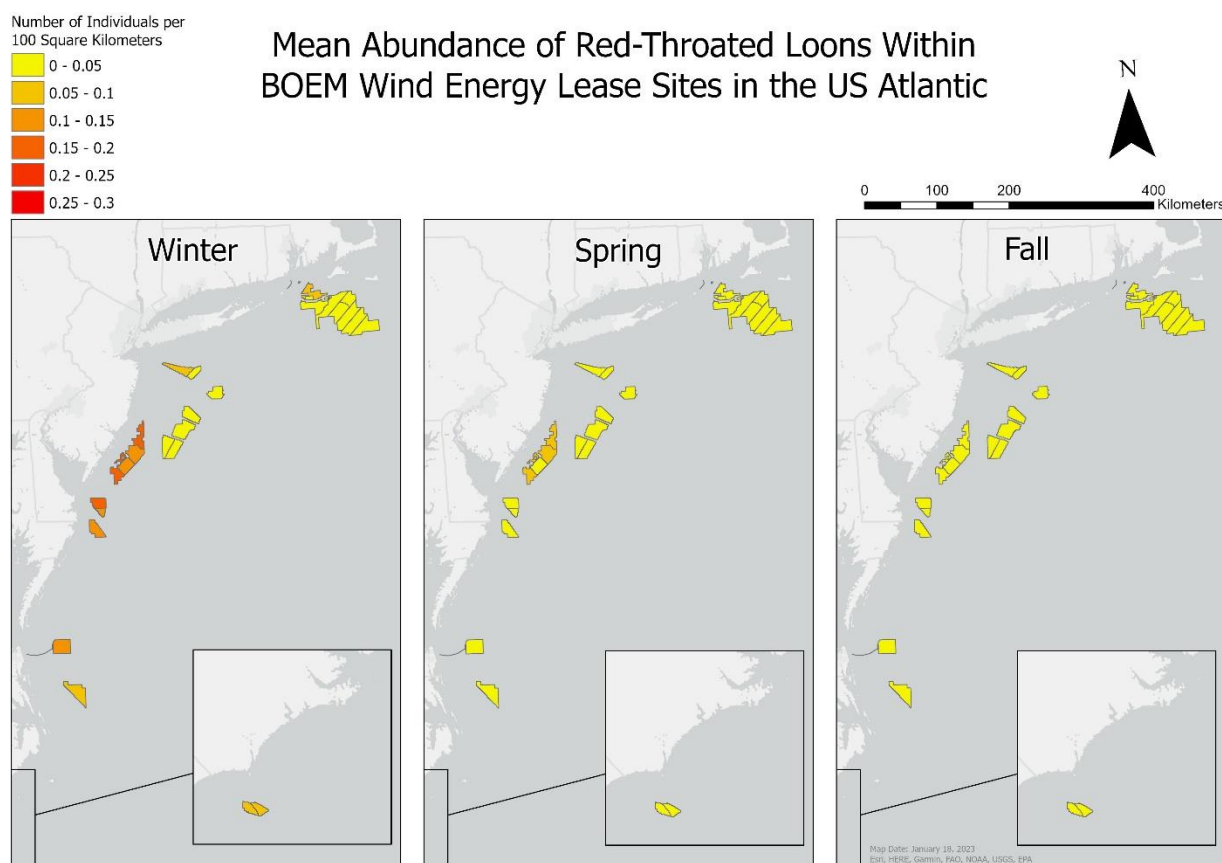 Number of Individuals per
100 Square Kilometers
0 - 0.05
0.05 - 0.1
0.1 - 0.15
0.15 - 0.2
0.2 - 0.25
0.25 - 0.3
Mean Abundance of Red-Throated Loons Within
BOEM Wind Energy Lease Sites in the US Atlantic
N
0 100 200 400
Kilometers
Winter
Spring
Fall
Map Date: January 18, 2023
Esri, HERE, Garmin, FAO, NOAA, USGS, EPA